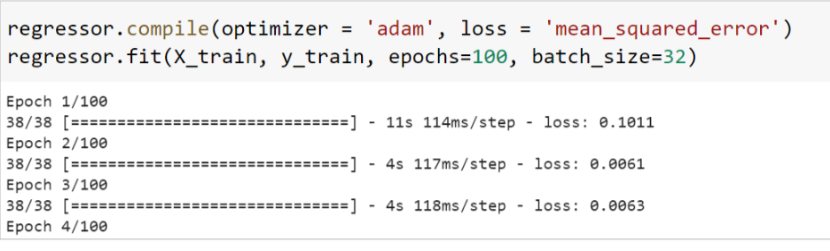 regressor.compile(optimizer = 'adam', loss = 'mean_squared_error')
regressor.fit(X_train, y_train, epochs=100, batch_size=32)
Epoch 1/100
38/38 [==============================] - 11s 114ms/step - loss: 0.1011
Epoch 2/100
38/38 [==============================] - 4s 117ms/step - loss: 0.0061
Epoch 3/100
38/38 [==============================] - 4s 118ms/step - loss: 0.0063
Epoch 4/100